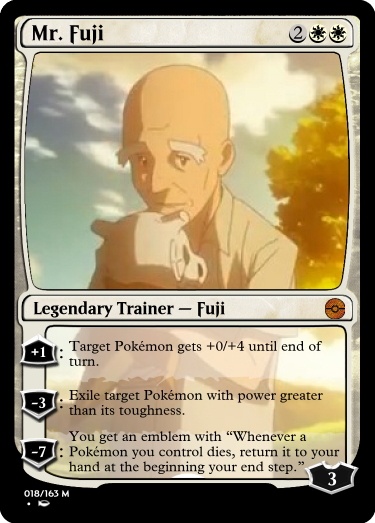 Mr. Fuji 2
Legendary Trainer — Fuji
+1: Target Pokémon gets +0/+4 until end of
turn.
-3: Exile target Pokémon with power greater
than its toughness.
-7: You get an emblem with “Whenever a
Pokémon you control dies, return it to your
hand at the beginning your end step.”
3
018/163 M